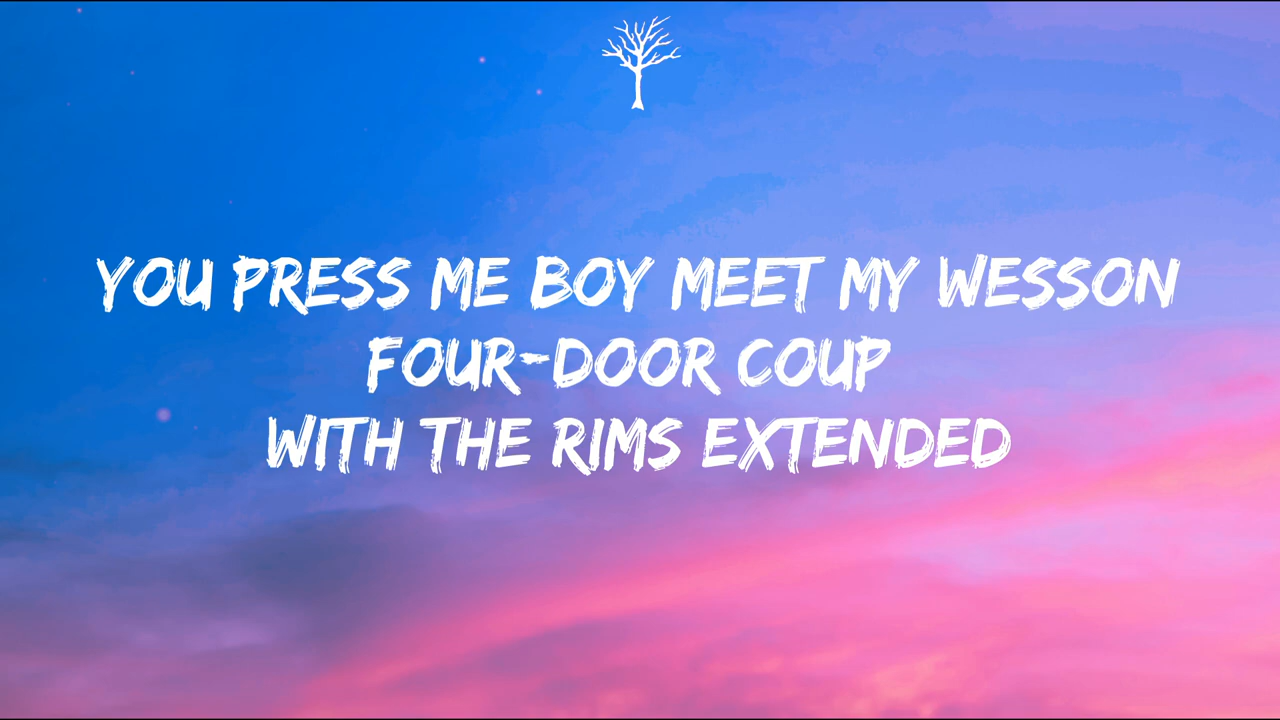 YOU PRESS ME BOY MEET MY WESSON
FOUR-DOOR COUP
WITH THE RIMS EXTENDED